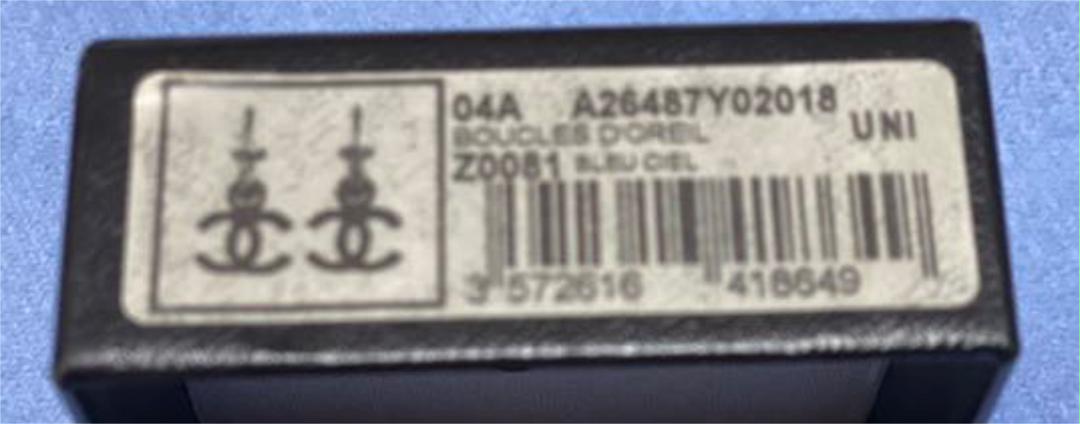 04A A26487Y02018
BOUCLES D'OREIL
UNI
Z0081 BLEU CIEL
3 572616 418649